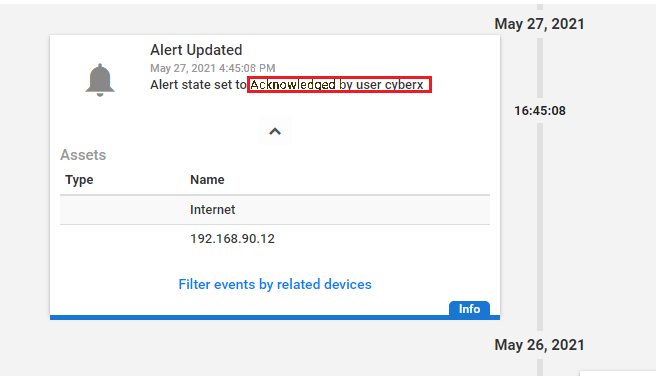 May 27, 2021
Alert Updated
May 27, 2021 4:45:08 PM
Alert state set to Acknowledged by user cyberx
16:45:08
Assets
Type Name
Internet
192.168.90.12
Filter events by related devices
Info
May 26, 2021